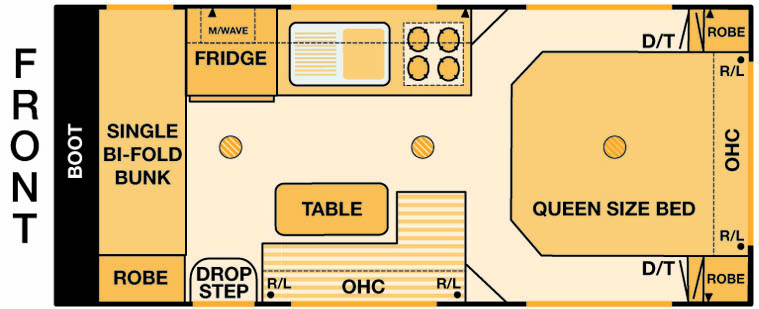 FRONT
BOOT
SINGLE
BI-FOLD
BUNK
ROBE
M/WAVE
FRIDGE
DROP
STEP
TABLE
R/L
OHC
R/L
D/T
ROBE
R/L
QUEEN SIZE BED
OHC
R/L
D/T
ROBE